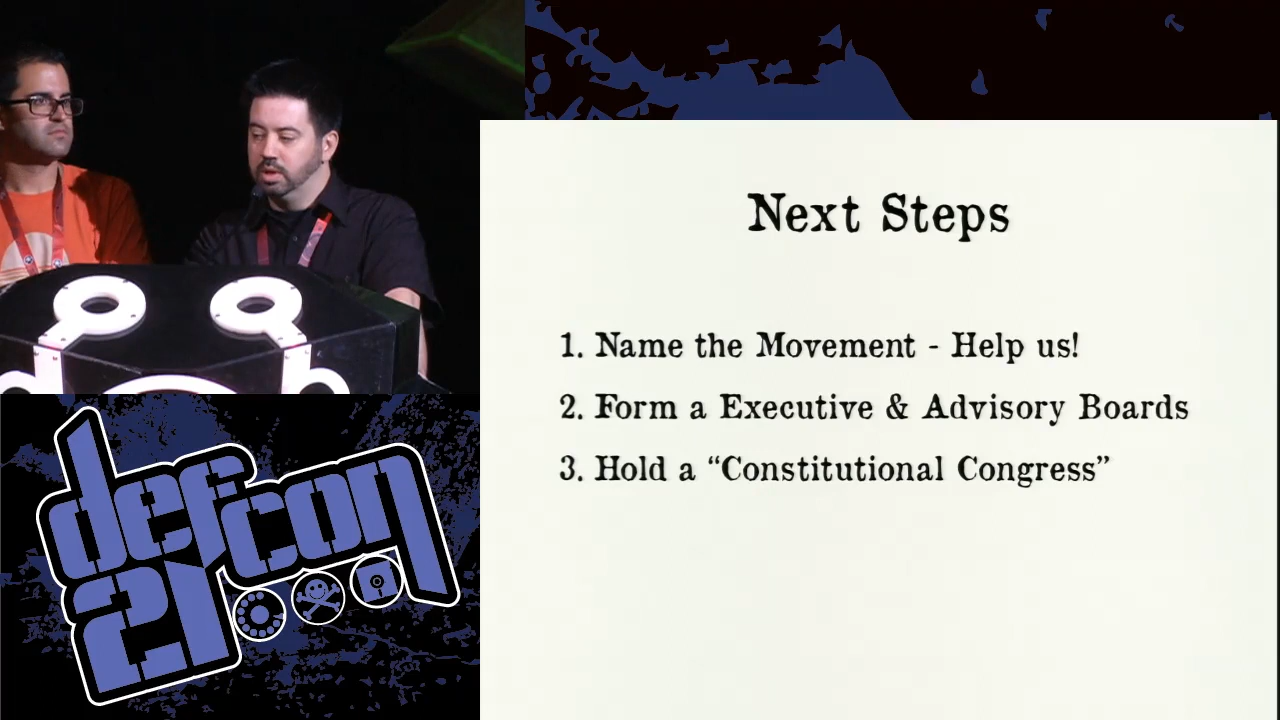 Next Steps
1. Name the Movement - Help us!
2. Form a Executive & Advisory Boards
3. Hold a “Constitutional Congress”
defcon
21